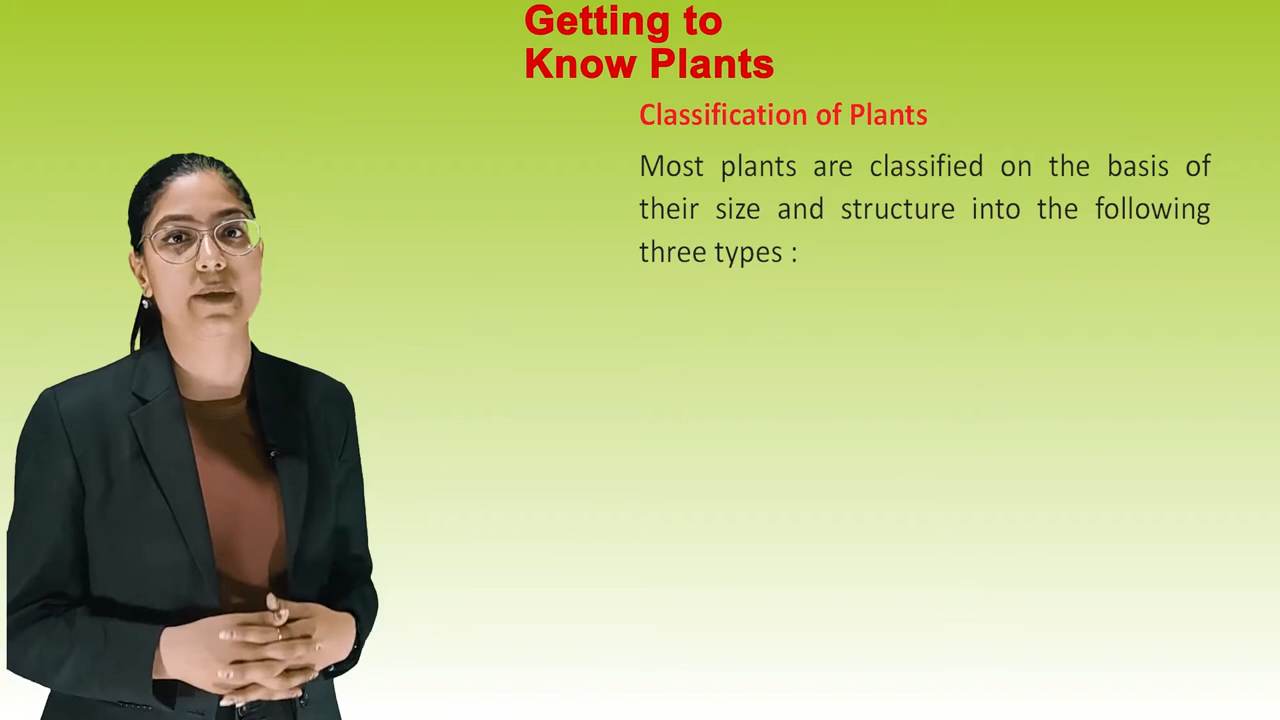 Getting to
Know Plants
Classification of Plants
Most plants are classified on the basis of
their size and structure into the following
three types :